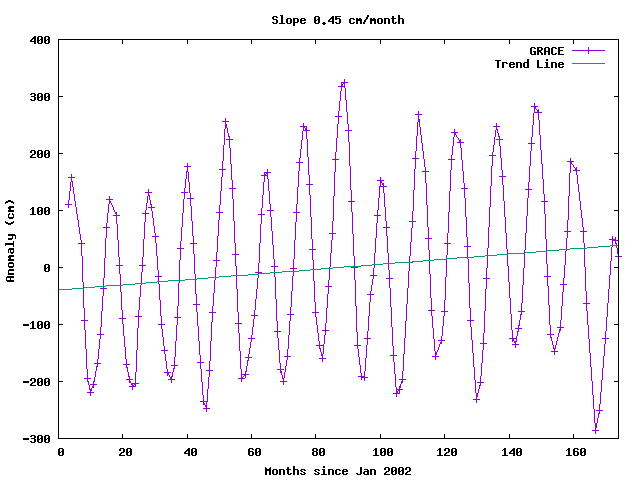 Slope 0.45 cm/month
GRACE
Trend Line
400
300
200
100
0
-100
-200
-300
Anomaly (cm)
0 20 40 60 80 100 120 140 160
Months since Jan 2002